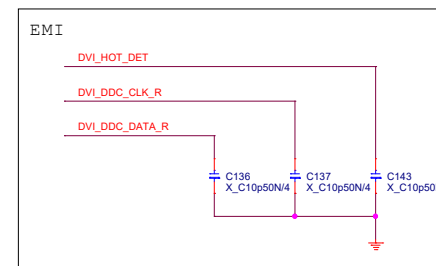 EMI
DVI_HOT_DET
DVI_DDC_CLK_R
DVI_DDC_DATA_R
C136 C137 C143
X_C10p50N/4 X_C10p50N/4 X_C10p50